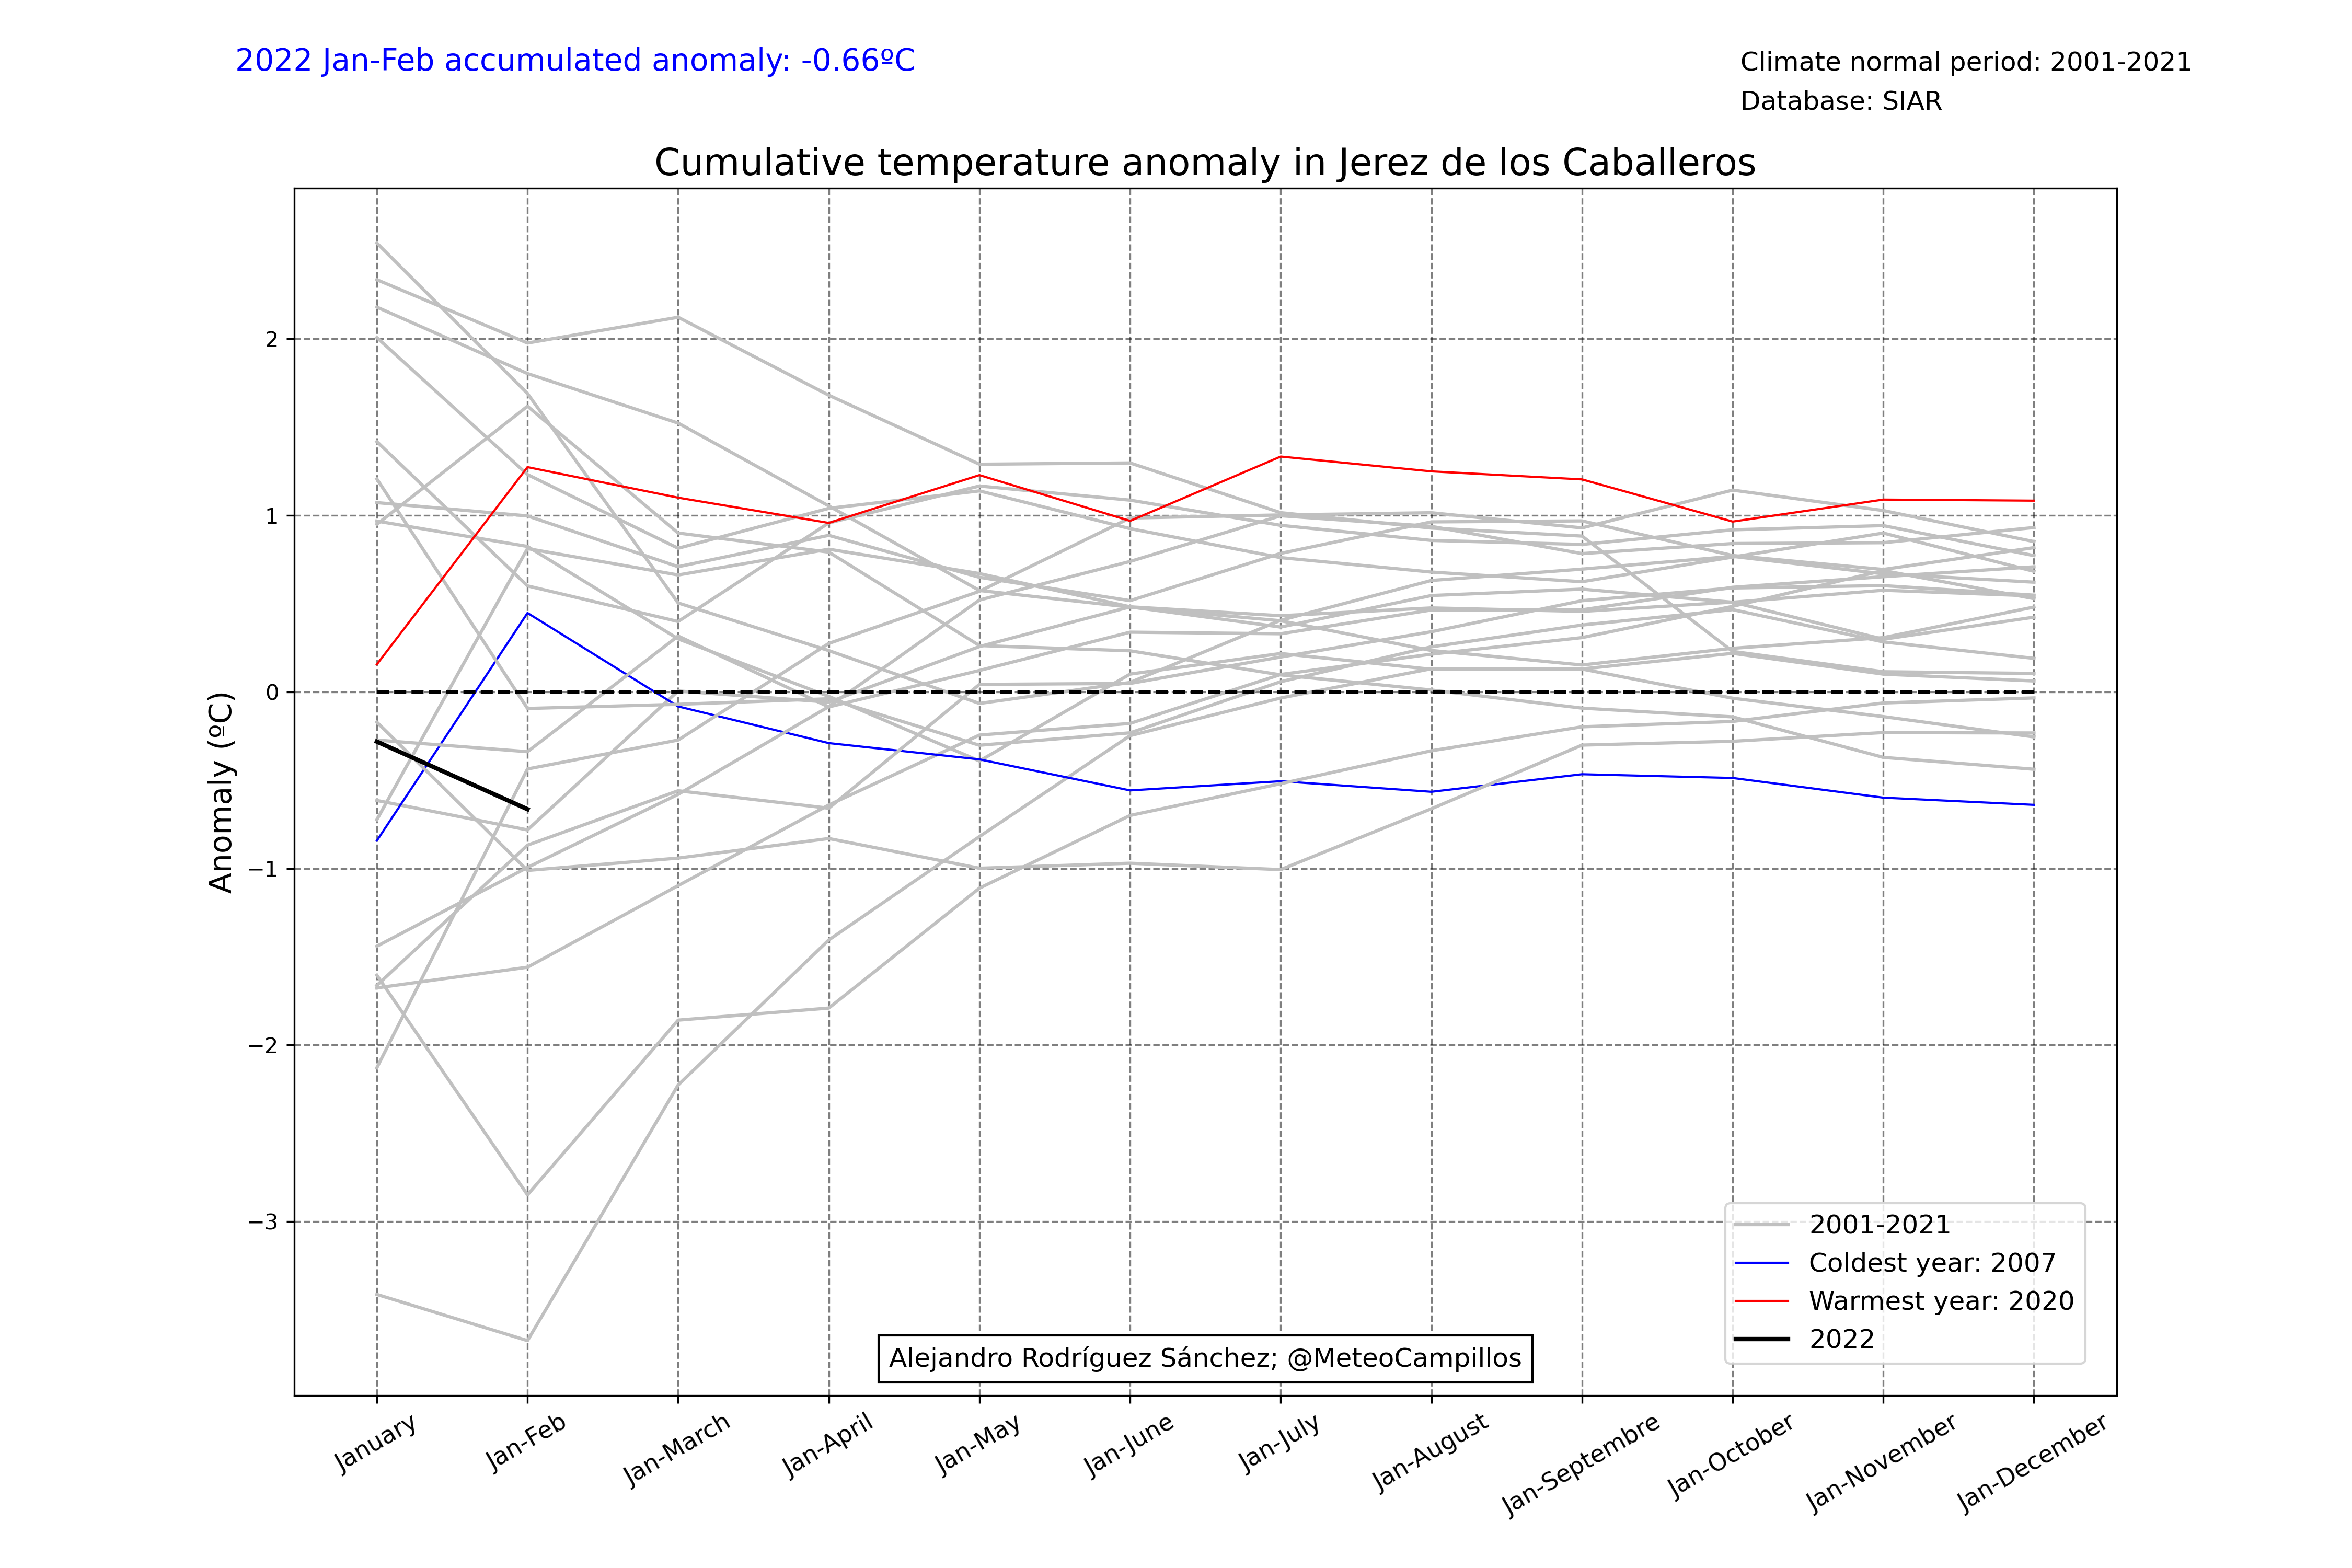 2022 Jan-Feb accumulated anomaly: -0.66ºC
Climate normal period: 2001-2021
Database: SIAR
Cumulative temperature anomaly in Jerez de los Caballeros
Anomaly (ºC)
2
1
0
−1
−2
−3
2001-2021
Coldest year: 2007
Warmest year: 2020
2022
Alejandro Rodríguez Sánchez; @MeteoCampillos
January
Jan-Feb
Jan-March
Jan-April
Jan-May
Jan-June
Jan-July
Jan-August
Jan-Septembre
Jan-October
Jan-November
Jan-December